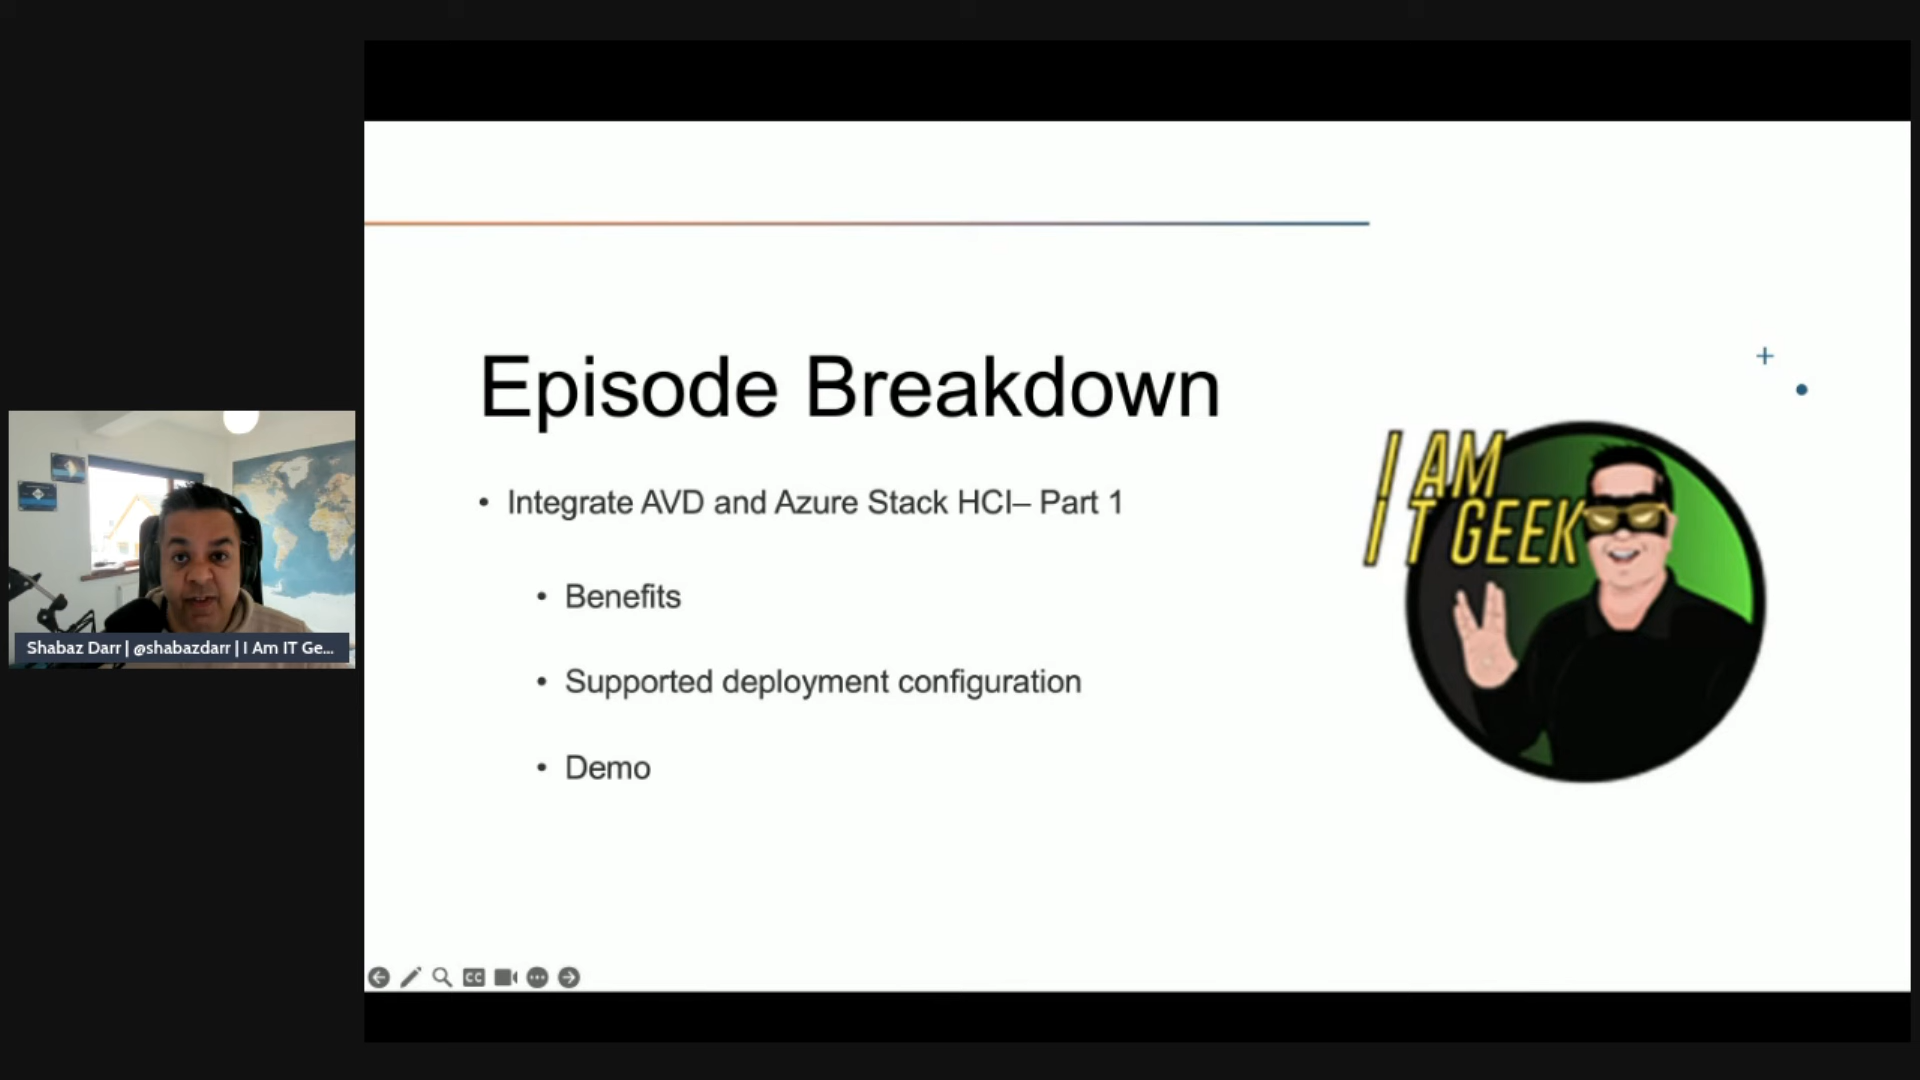 Episode Breakdown
• Integrate AVD and Azure Stack HCI– Part 1
• Benefits
• Supported deployment configuration
• Demo
I AM
IT GEEK
Shabaz Darr | @shabazdarr | I Am IT Ge...
CC